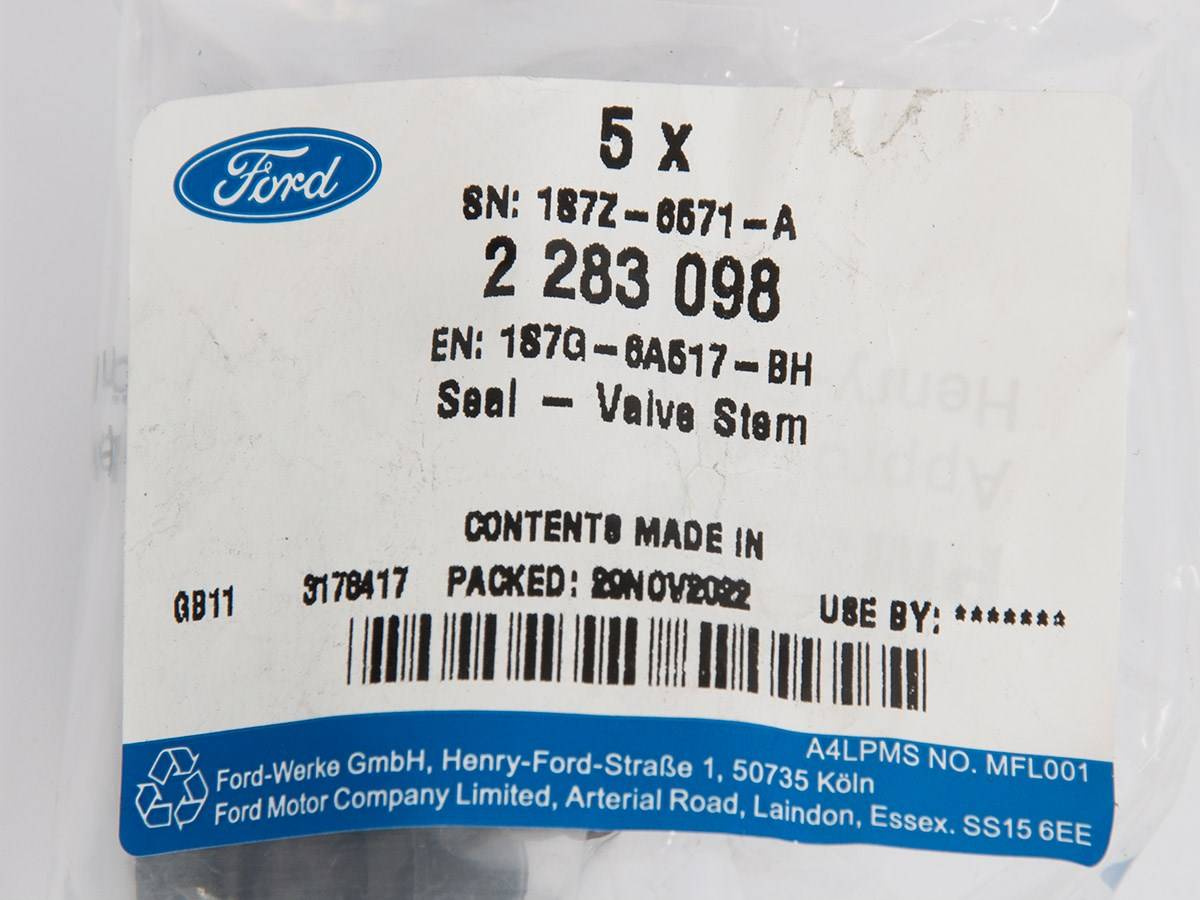 Ford
5 x
SN: 1S7Z-6571-A
2 283 098
EN: 1S7G-6A517-BH
Seal - Valve Stem
CONTENTS MADE IN
GB11 3176417 PACKED: 29NOV2022 USE BY: *******
A4LPMS NO. MFL001
Ford-Werke GmbH, Henry-Ford-Straße 1, 50735 Köln
Ford Motor Company Limited, Arterial Road, Laindon, Essex. SS15 6EE